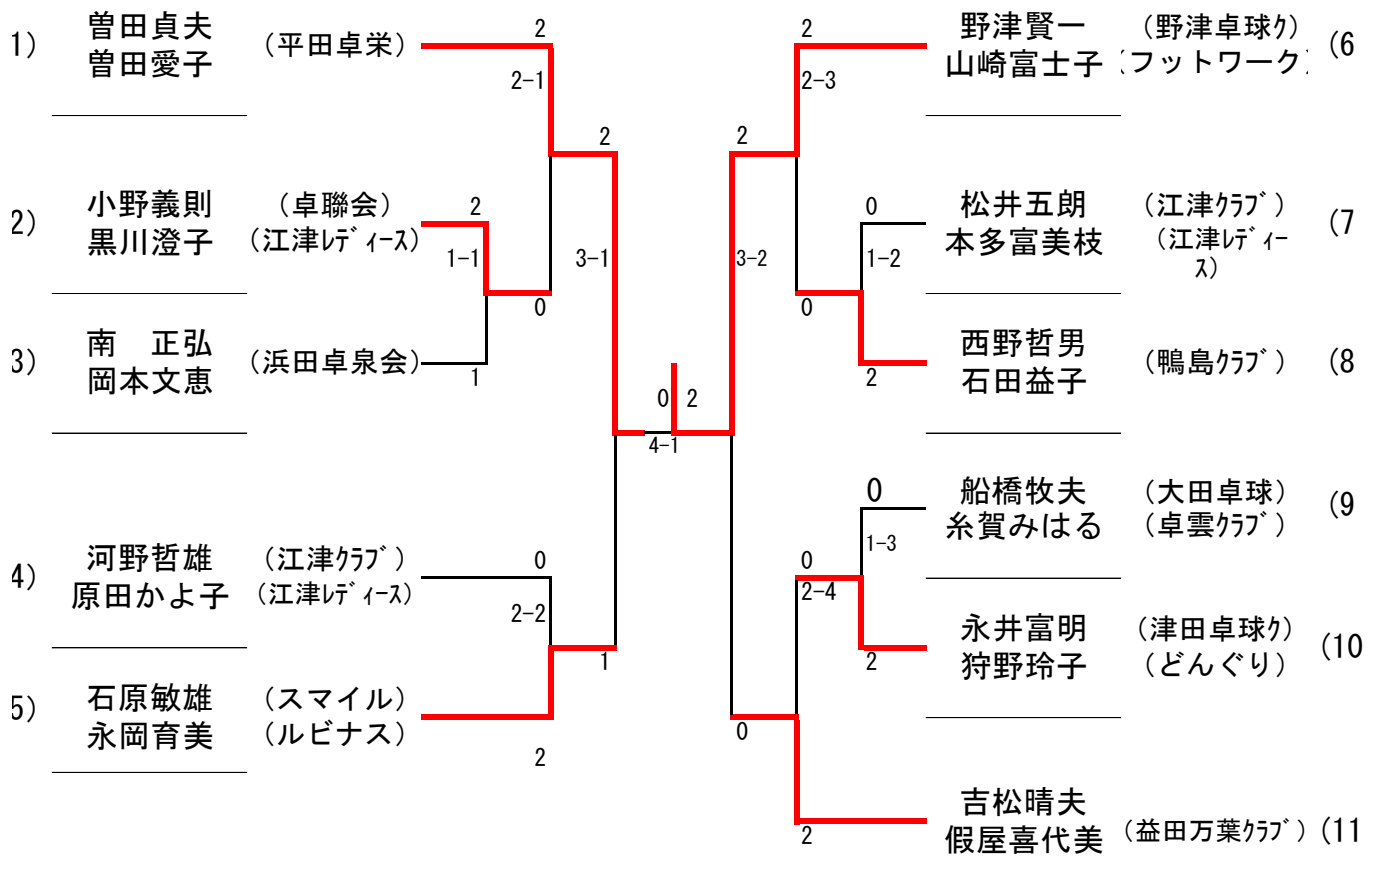 1)
曽田貞夫
曽田愛子
(平田卓栄)
2
2-1
2)
小野義則
黒川澄子
(卓聯会)
(江津ﾚﾃﾞｨｰｽ)
2
1-1
0
2
3-1
3)
南　正弘
岡本文恵
(浜田卓泉会)
1
4)
河野哲雄
原田かよ子
(江津ｸﾗﾌﾞ)
(江津ﾚﾃﾞｨｰｽ)
0
2-2
1
5)
石原敏雄
永岡育美
(スマイル)
(ルビナス)
2
0
2
4-1
2
2-3
野津賢一
山崎富士子
(野津卓球ｸ)
(フットワーク)
(6
2
3-2
0
1-2
松井五朗
本多富美枝
(江津ｸﾗﾌﾞ)
(江津ﾚﾃﾞｨｰ
ｽ)
(7
0
2
西野哲男
石田益子
(鴨島ｸﾗﾌﾞ)
(8
0
1-3
船橋牧夫
糸賀みはる
(大田卓球)
(卓雲ｸﾗﾌﾞ)
(9
0
2-4
2
永井富明
狩野玲子
(津田卓球ｸ)
(どんぐり)
(10
0
2
吉松晴夫
假屋喜代美
(益田万葉ｸﾗﾌﾞ)
(11